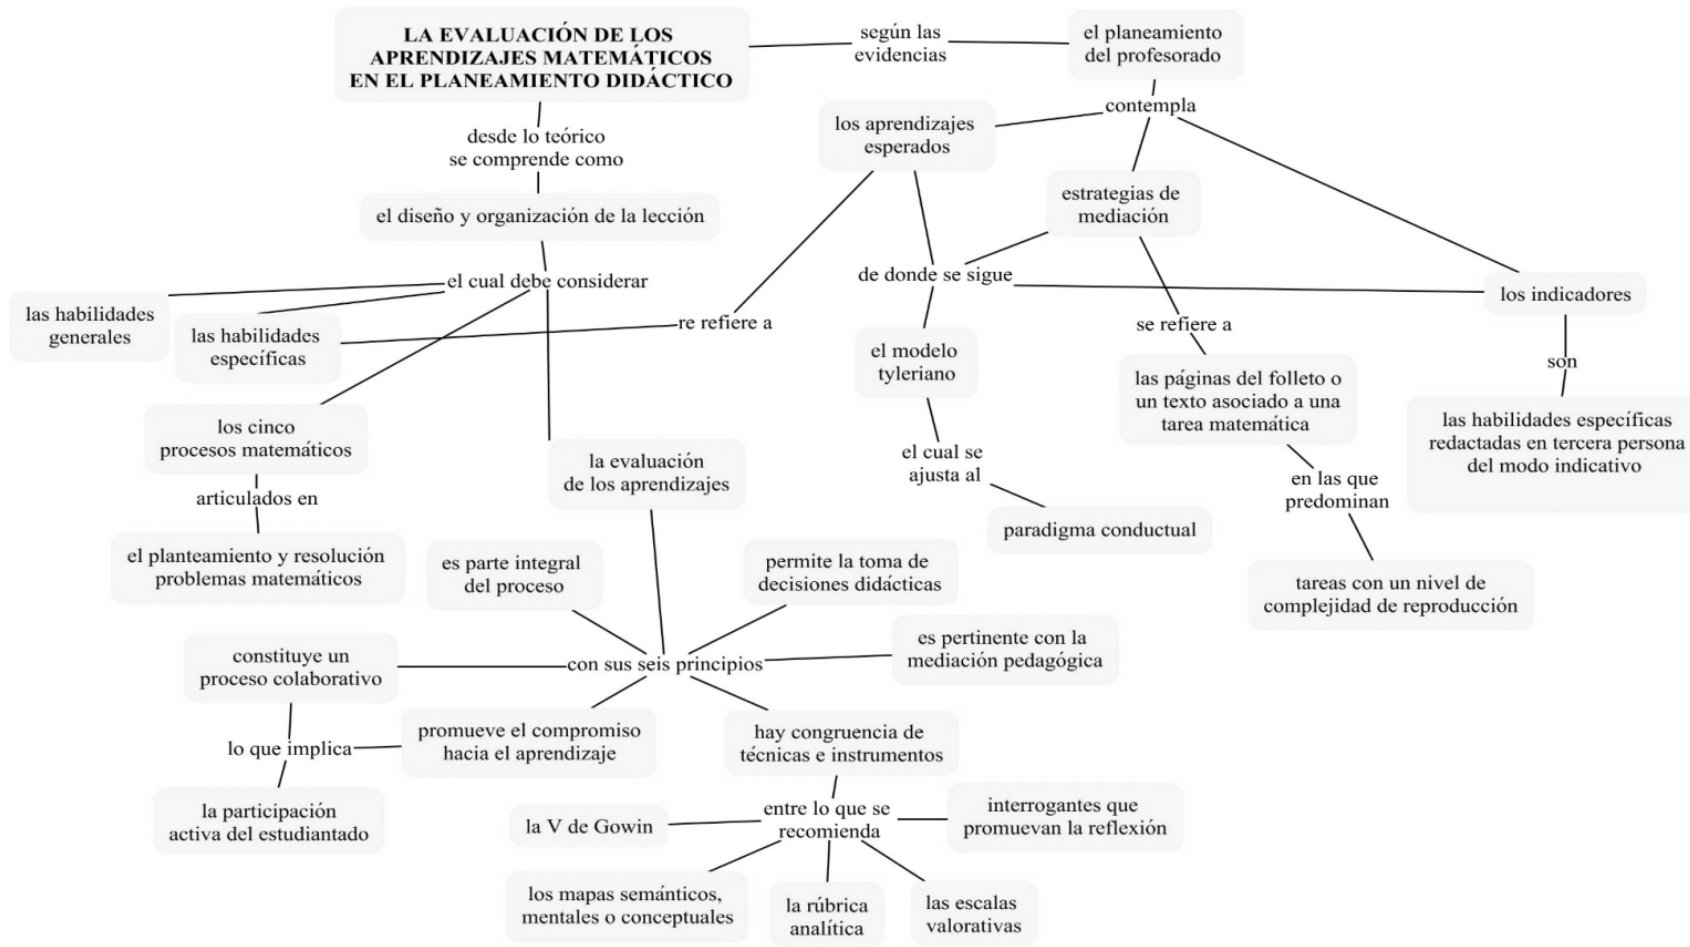 LA EVALUACIÓN DE LOS
APRENDIZAJES MATEMÁTICOS
EN EL PLANEAMIENTO DIDÁCTICO
según las
evidencias
el planeamiento
del profesorado
contempla
los aprendizajes
esperados
desde lo teórico
se comprende como
estrategias de
mediación
el diseño y organización de la lección
el cual debe considerar
de donde se sigue
los indicadores
las habilidades
generales
las habilidades
específicas
re refiere a
se refiere a
son
el modelo
tyleriano
las páginas del folleto o
un texto asociado a una
tarea matemática
las habilidades específicas
redactadas en tercera persona
del modo indicativo
los cinco
procesos matemáticos
la evaluación
de los aprendizajes
el cual se
ajusta al
en las que
predominan
articulados en
paradigma conductual
el planteamiento y resolución
problemas matemáticos
es parte integral
del proceso
permite la toma de
decisiones didácticas
tareas con un nivel de
complejidad de reproducción
constituye un
proceso colaborativo
con sus seis principios
es pertinente con la
mediación pedagógica
lo que implica
promueve el compromiso
hacia el aprendizaje
hay congruencia de
técnicas e instrumentos
la participación
activa del estudiantado
la V de Gowin
entre lo que se
recomienda
interrogantes que
promuevan la reflexión
los mapas semánticos,
mentales o conceptuales
la rúbrica
analítica
las escalas
valorativas